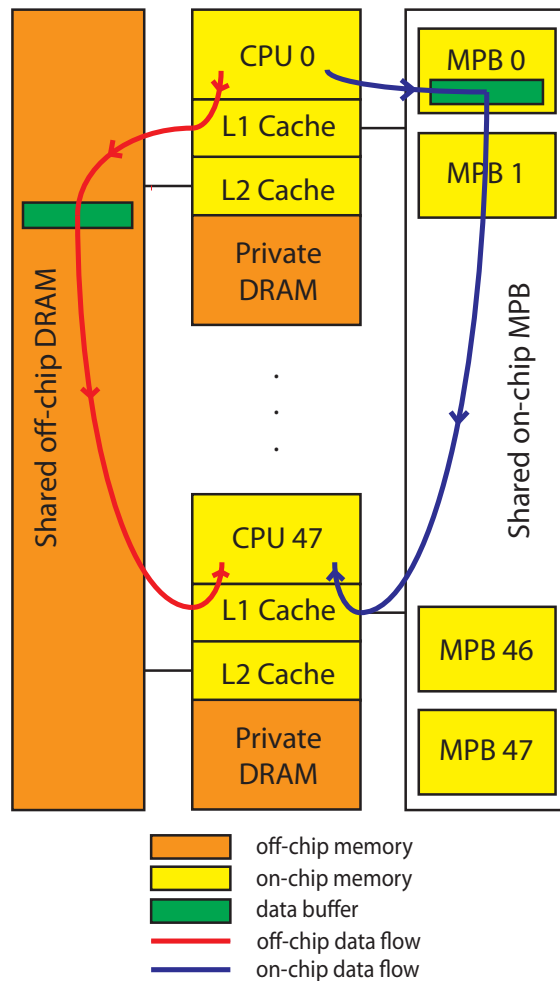 CPU 0
L1 Cache
L2 Cache
Private
DRAM
MPB 0
MPB 1
Shared off-chip DRAM
Shared on-chip MPB
.
.
.
CPU 47
L1 Cache
L2 Cache
Private
DRAM
MPB 46
MPB 47
off-chip memory
on-chip memory
data buffer
off-chip data flow
on-chip data flow